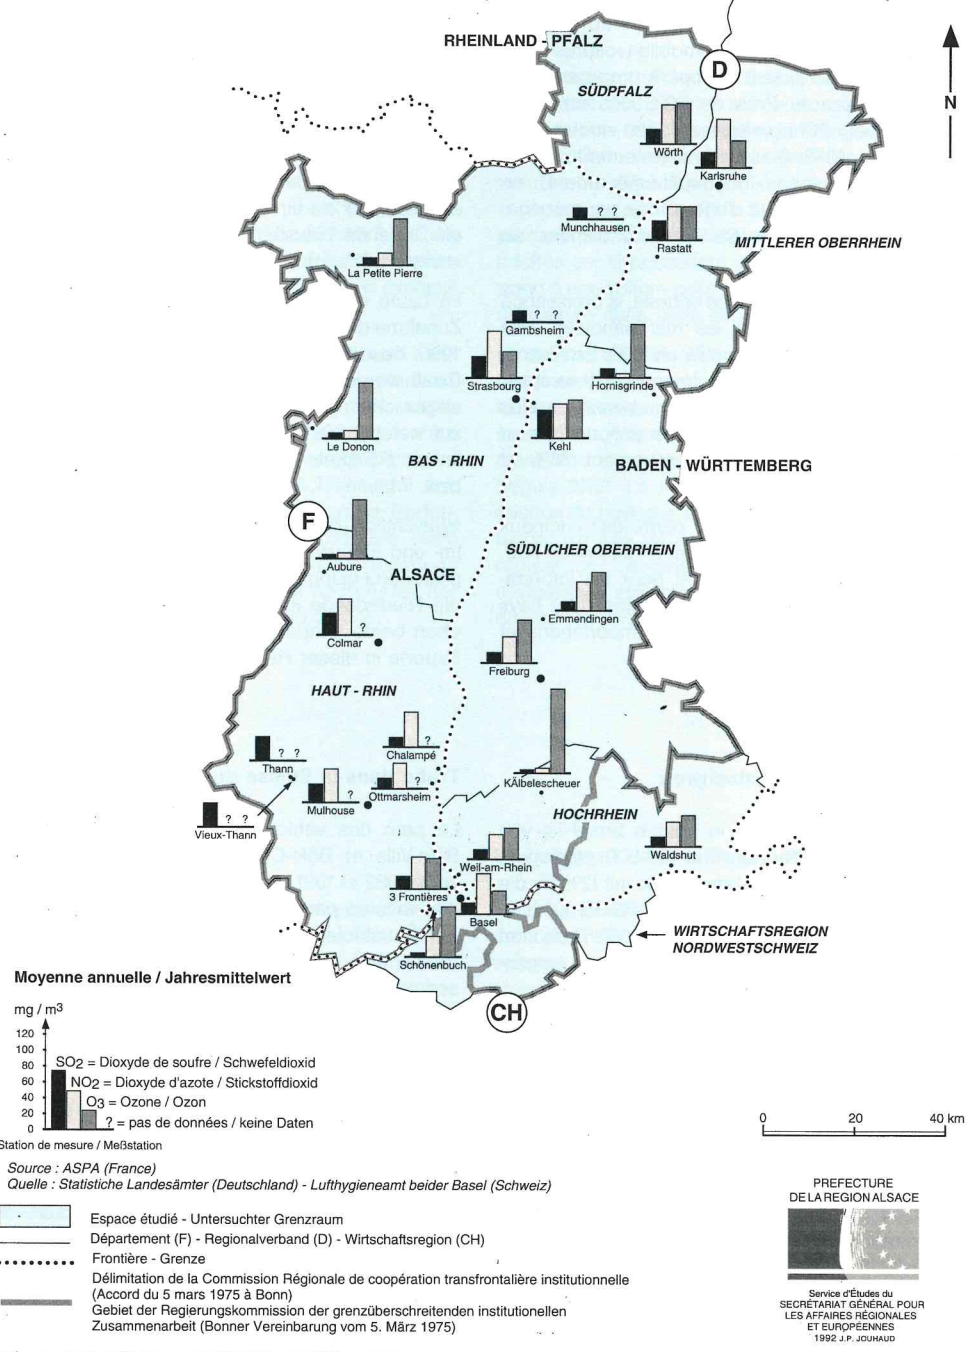 RHEINLAND - PFALZ
D
N
SÜDPFALZ
Wörth
Karlsruhe
? ?
Munchhausen
Rastatt
MITTLERER OBERRHEIN
La Petite Pierre
? ?
Gambsheim
Strasbourg
Hornisgrinde
Le Donon
Kehl
BAS - RHIN
BADEN - WÜRTTEMBERG
F
SÜDLICHER OBERRHEIN
Aubure
ALSACE
Emmendingen
?
Colmar
Freiburg
HAUT - RHIN
?
Chalampé
? ?
Thann
?
Mulhouse
?
Ottmarsheim
KÄlbelescheuer
HOCHRHEIN
? ?
Vieux-Thann
Waldshut
Weil-am-Rhein
3 Frontières
Basel
WIRTSCHAFTSREGION
NORDWESTSCHWEIZ
Schönenbuch
CH
Moyenne annuelle / Jahresmittelwert
mg / m3
120
100
80
60
40
20
0
SO2 = Dioxyde de soufre / Schwefeldioxid
NO2 = Dioxyde d'azote / Stickstoffdioxid
O3 = Ozone / Ozon
? = pas de données / keine Daten
Station de mesure / Meßstation
0 20 40 km
Source : ASPA (France)
Quelle : Statistiche Landesämter (Deutschland) - Lufthygieneamt beider Basel (Schweiz)
Espace étudié - Untersuchter Grenzraum
Département (F) - Regionalverband (D) - Wirtschaftsregion (CH)
Frontière - Grenze
Délimitation de la Commission Régionale de coopération transfrontalière institutionnelle
(Accord du 5 mars 1975 à Bonn)
Gebiet der Regierungskommission der grenzüberschreitenden institutionellen
Zusammenarbeit (Bonner Vereinbarung vom 5. März 1975)
PREFECTURE
DE LA REGION ALSACE
Service d'Études du
SECRÉTARIAT GÉNÉRAL POUR
LES AFFAIRES RÉGIONALES
ET EUROPÉENNES
1992 J.P. JOUHAUD